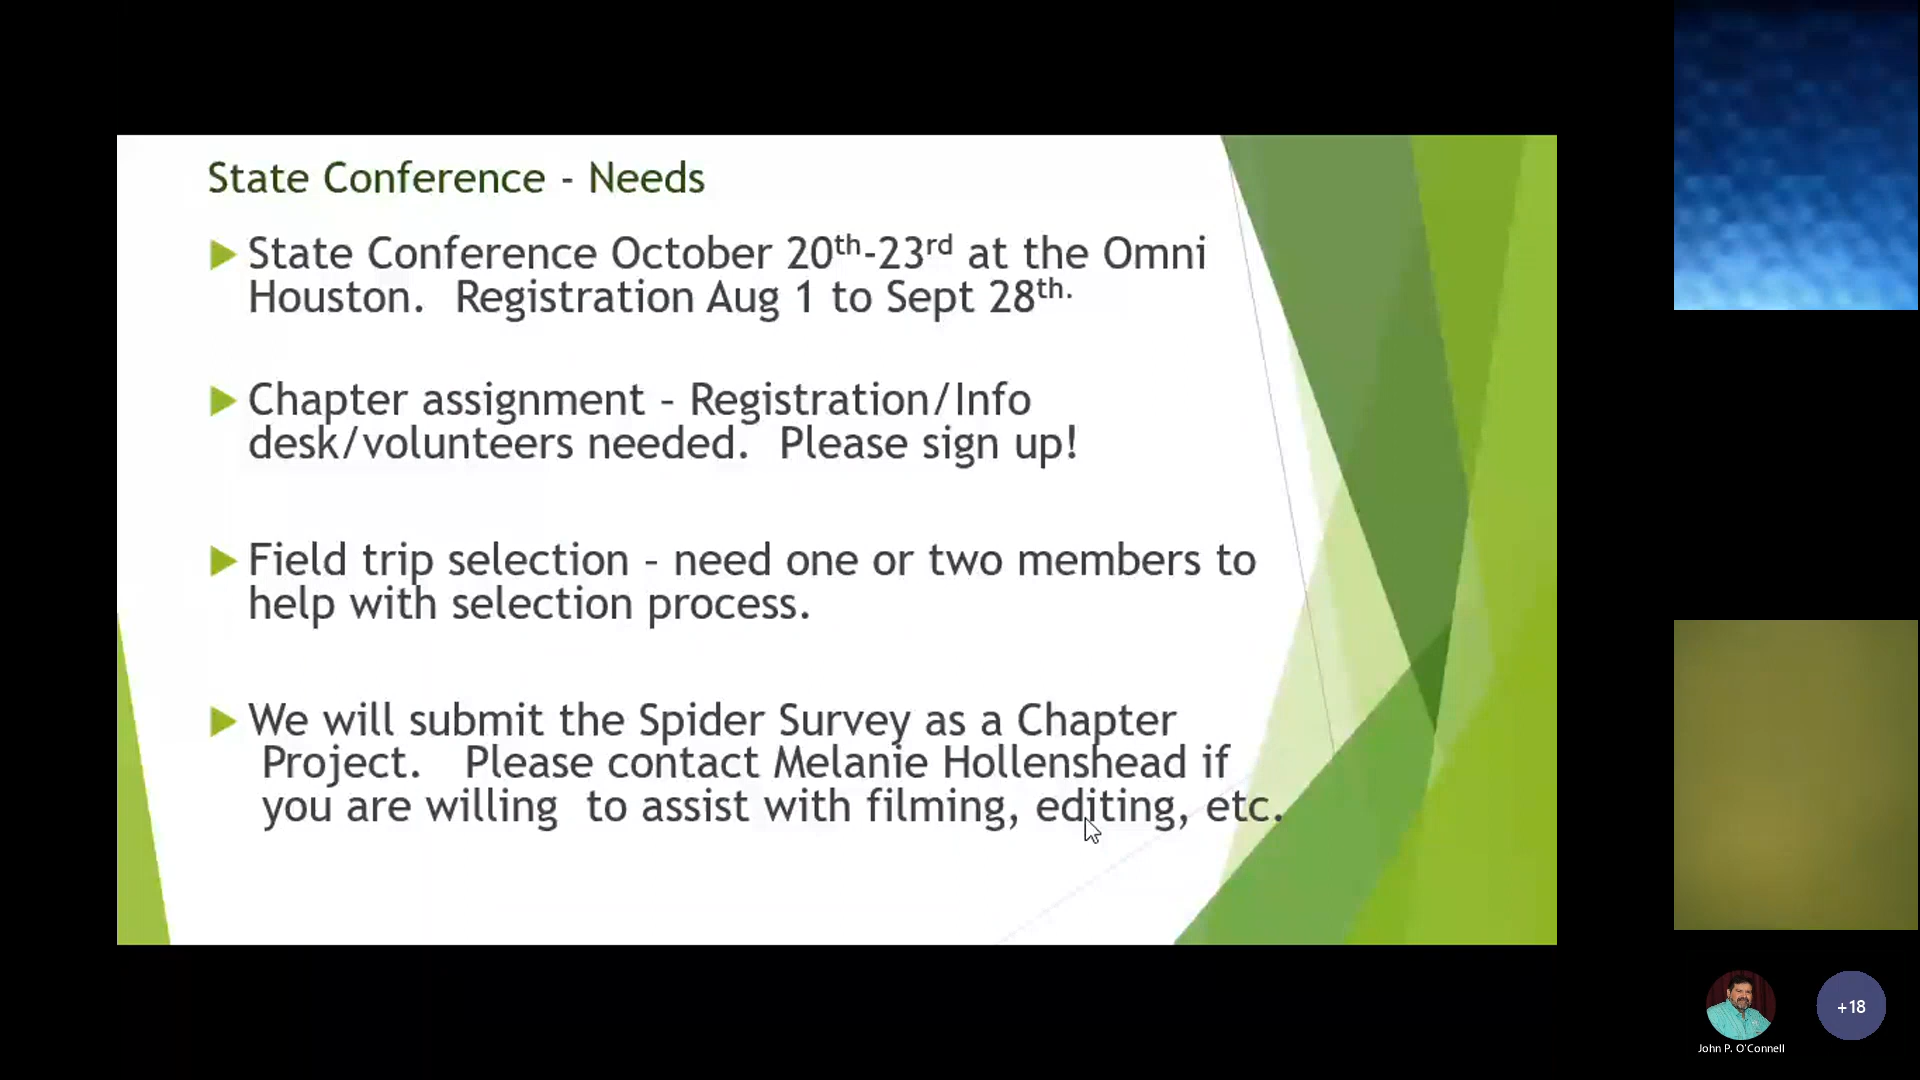 State Conference - Needs
State Conference October 20th-23rd at the Omni
Houston.  Registration Aug 1 to Sept 28th.
Chapter assignment – Registration/Info
desk/volunteers needed.  Please sign up!
Field trip selection – need one or two members to
help with selection process.
We will submit the Spider Survey as a Chapter
Project.   Please contact Melanie Hollenshead if
you are willing  to assist with filming, editing, etc.
+18
John P. O'Connell